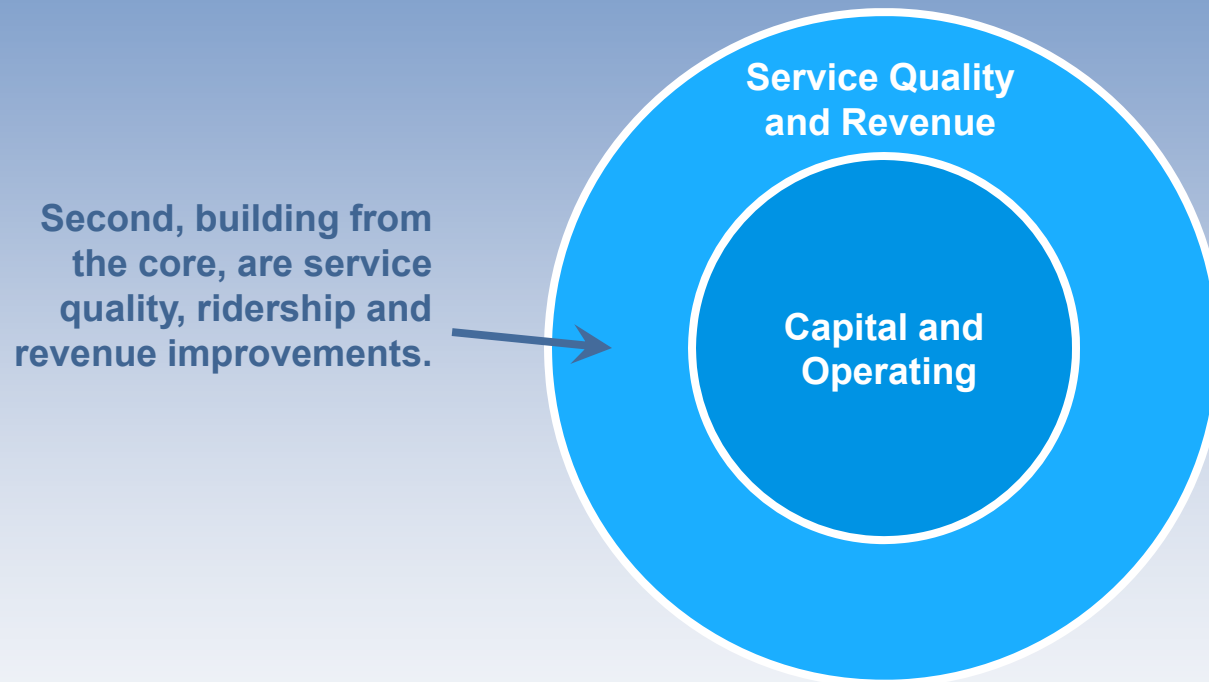 Service Quality
and Revenue
Second, building from
the core, are service
quality, ridership and
revenue improvements.
Capital and
Operating